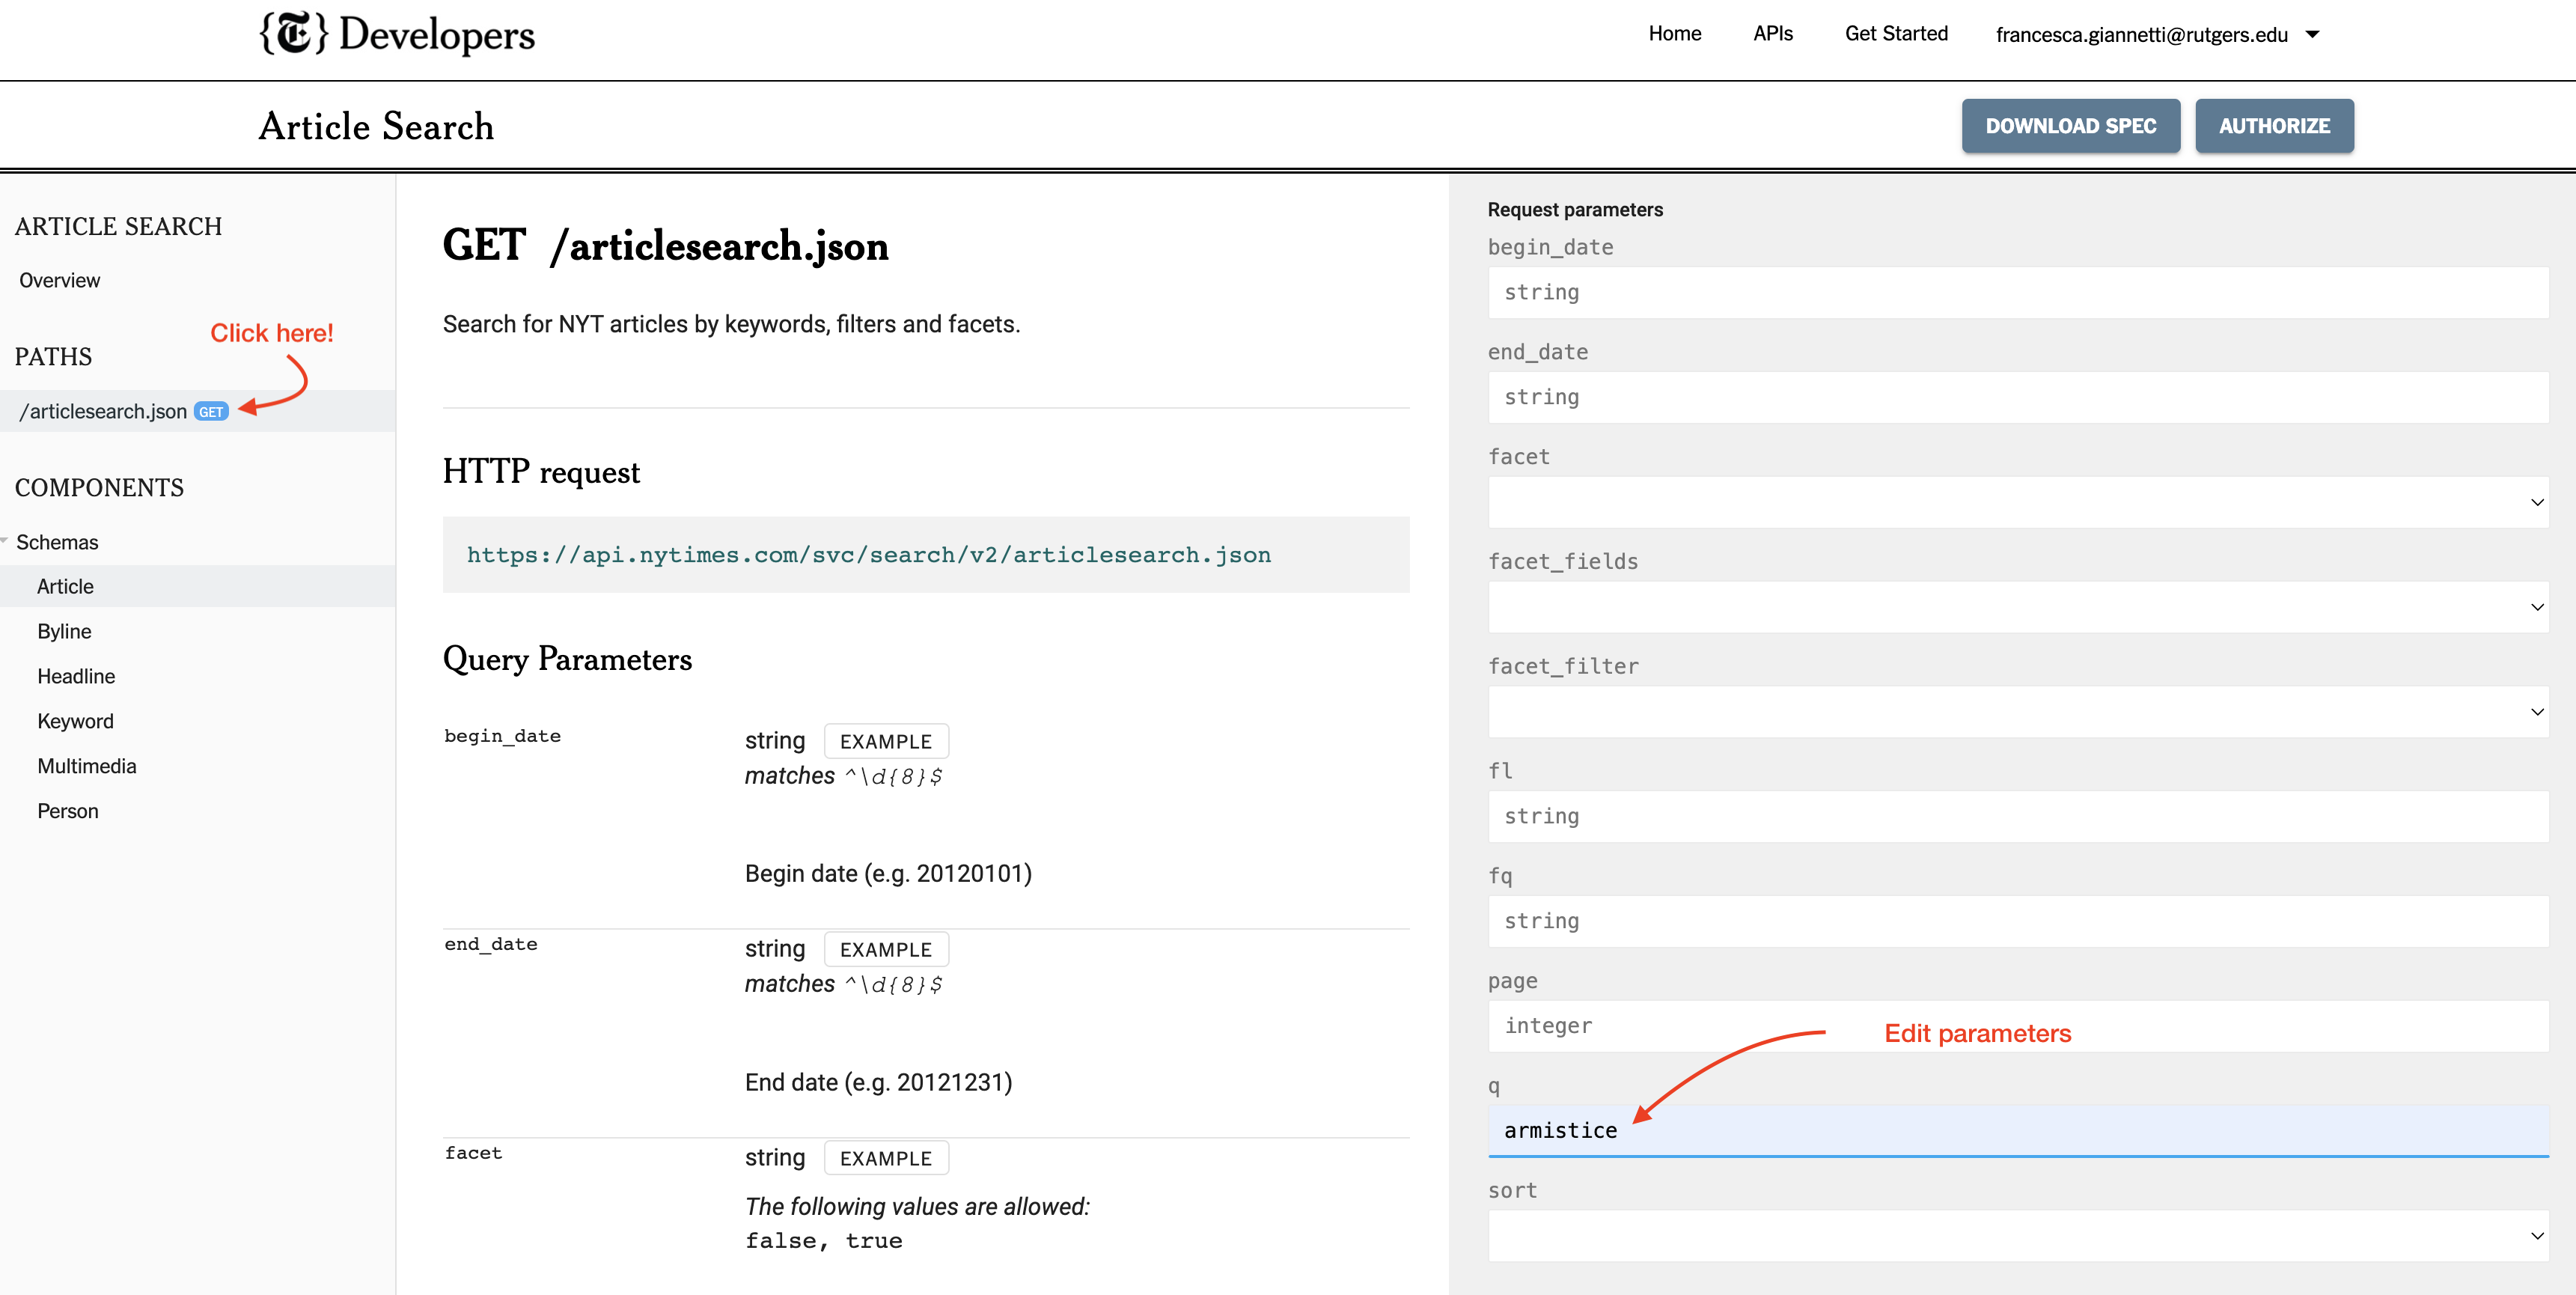 {T} Developers
Home APIs Get Started francesca.giannetti@rutgers.edu
Article Search
DOWNLOAD SPEC AUTHORIZE
ARTICLE SEARCH
Overview
Click here!
PATHS
/articlesearch.json GET
COMPONENTS
Schemas
Article
Byline
Headline
Keyword
Multimedia
Person
GET /articlesearch.json
Search for NYT articles by keywords, filters and facets.
HTTP request
https://api.nytimes.com/svc/search/v2/articlesearch.json
Query Parameters
begin_date string EXAMPLE
matches ^\d{8}$
Begin date (e.g. 20120101)
end_date string EXAMPLE
matches ^\d{8}$
End date (e.g. 20121231)
facet string EXAMPLE
The following values are allowed:
false, true
Request parameters
begin_date
string
end_date
string
facet
facet_fields
facet_filter
fl
string
fq
string
page
integer
Edit parameters
q
armistice
sort